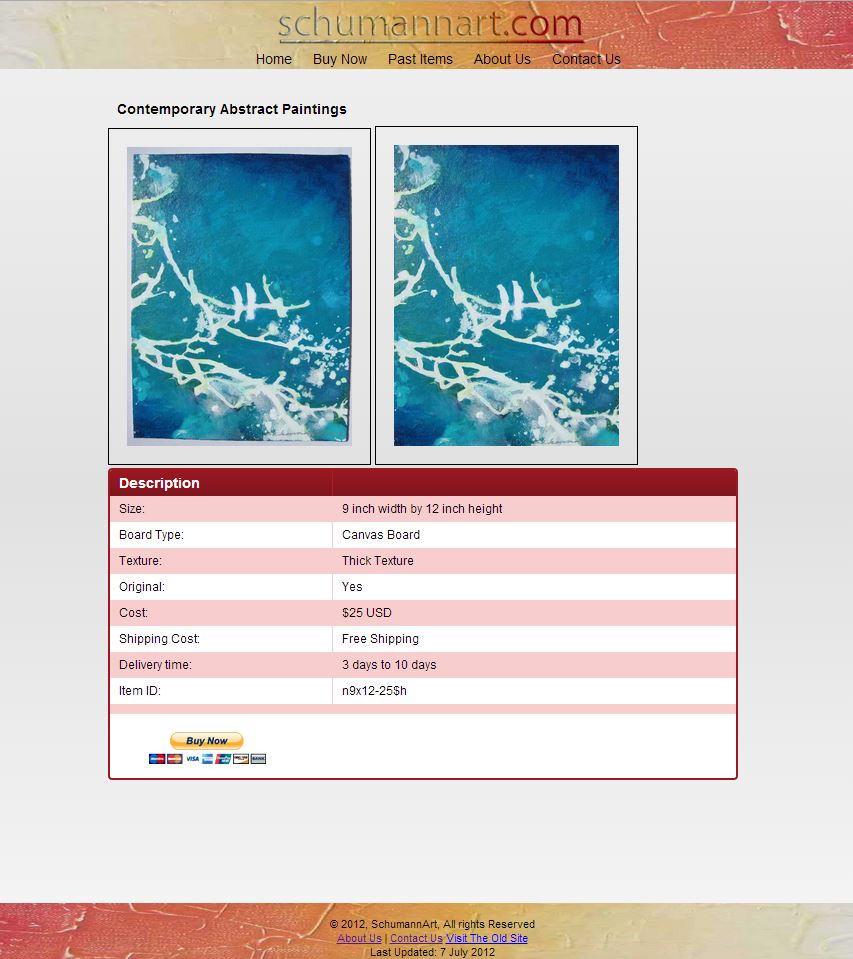 schumannart.com
Home Buy Now Past Items About Us Contact Us
Contemporary Abstract Paintings
Description
Size: 9 inch width by 12 inch height
Board Type: Canvas Board
Texture: Thick Texture
Original: Yes
Cost: $25 USD
Shipping Cost: Free Shipping
Delivery time: 3 days to 10 days
Item ID: n9x12-25$h
Buy Now
VISA
© 2012, SchumannArt, All rights Reserved
About Us | Contact Us Visit The Old Site
Last Updated: 7 July 2012